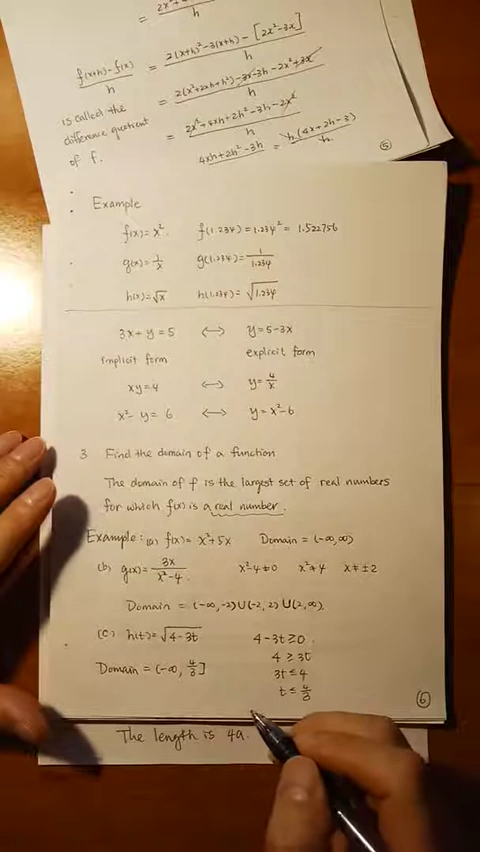 = 2x²+4
h
f(x+h)-f(x) / h = 2(x+h)²-3(x+h)-[2x²-3x] / h
is called the
difference quotient
of f.
= 2(x²+2xh+h²)-3x-3h-2x²+3x / h
= 2x²+4xh+2h²-3h-2x² / h
4xh+2h²-3h / h = h(4x+2h-3) / h
5
Example
f(x)=x² f(1.234)=1.234²=1.522756
g(x)=1/x g(1.234)=1/1.234
h(x)=√x h(1.234)=√1.234
3x+y=5 ↔ y=5-3x
implicit form explicit form
xy=4 ↔ y=4/x
x²-y=6 ↔ y=x²-6
3 Find the domain of a function
The domain of f is the largest set of real numbers
for which f(x) is a real number.
Example: (a) f(x)=x²+5x Domain=(-∞,∞)
(b) g(x)=3x/x²-4. x²-4≠0 x²≠4 x≠±2
Domain=(-∞,-2)∪(-2,2)∪(2,∞).
(c) h(t)=√4-3t 4-3t≥0
4≥3t
Domain=(-∞,4/3] 3t≤4
t≤4/3
6
The length is 4a.